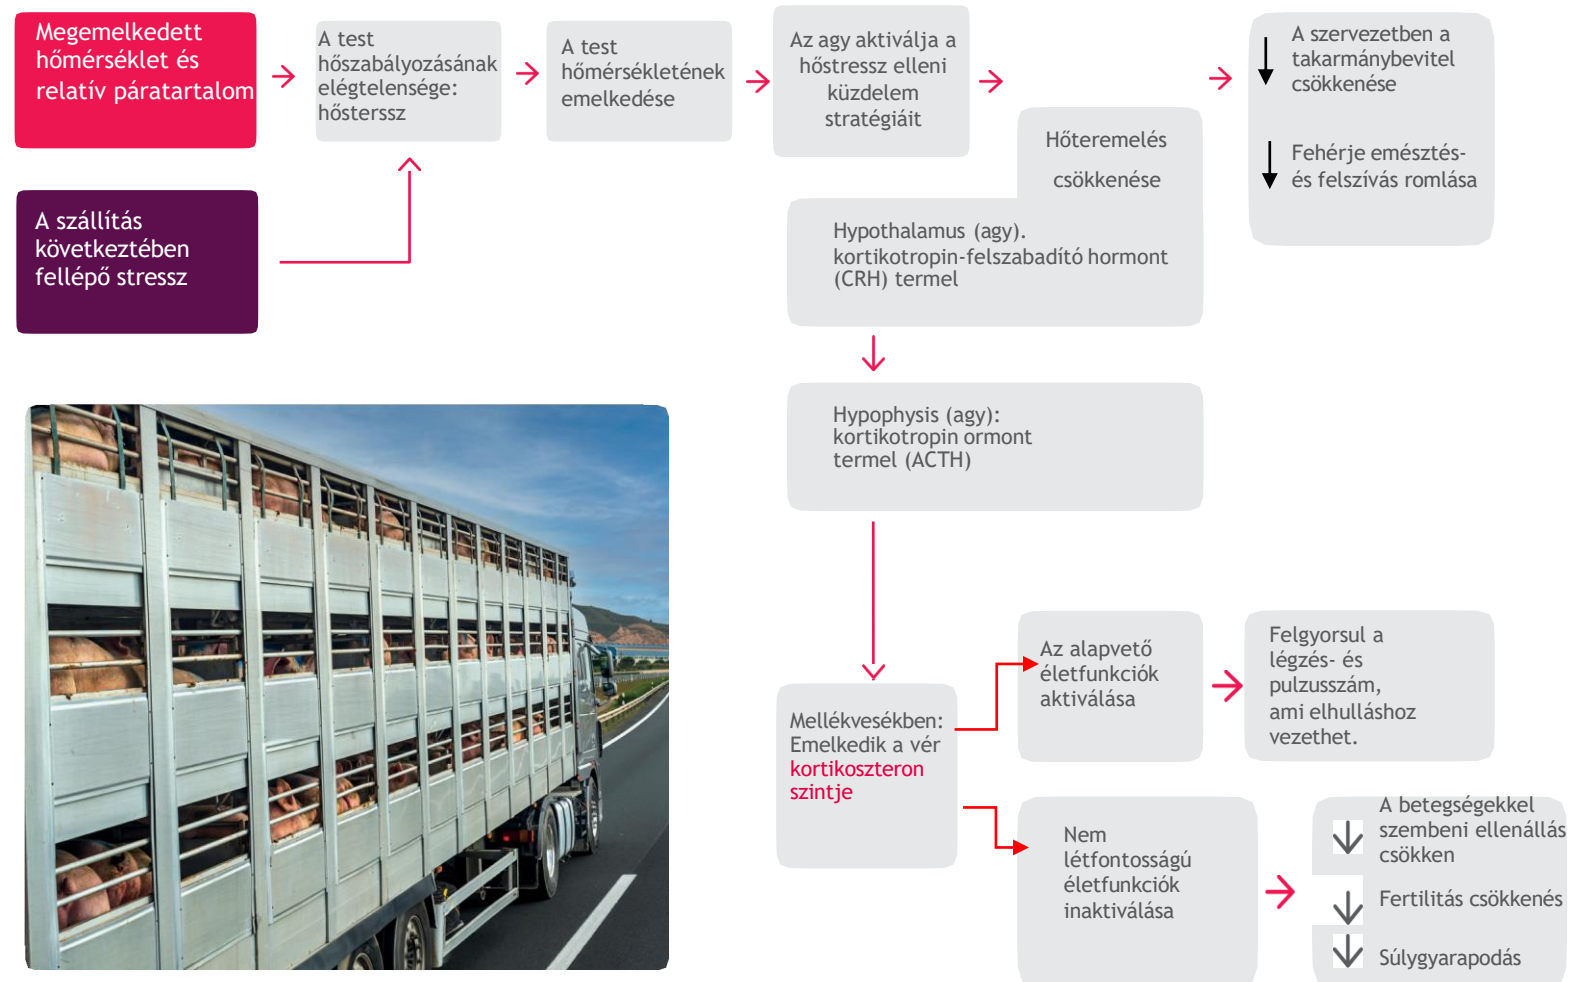 Megemelkedett
hőmérséklet és
relatív páratartalom
A test
hőszabályozásának
elégtelensége:
hősterssz
A test
hőmérsékletének
emelkedése
Az agy aktiválja a
hőstressz elleni
küzdelem
stratégiáit
Hőteremelés
csökkenése
A szervezetben a
takarmánybevitel
csökkenése
Fehérje emésztés-
és felszívás romlása
A szállítás
következtében
fellépő stressz
Hypothalamus (agy).
kortikotropin-felszabadító hormont
(CRH) termel
Hypophysis (agy):
kortikotropin ormont
termel (ACTH)
Mellékvesékben:
Emelkedik a vér
kortikoszteron
szintje
Az alapvető
életfunkciók
aktiválása
Felgyorsul a
légzés- és
pulzusszám,
ami elhulláshoz
vezethet.
Nem
létfontosságú
életfunkciók
inaktiválása
A betegségekkel
szembeni ellenállás
csökken
Fertilitás csökkenés
Súlygyarapodás